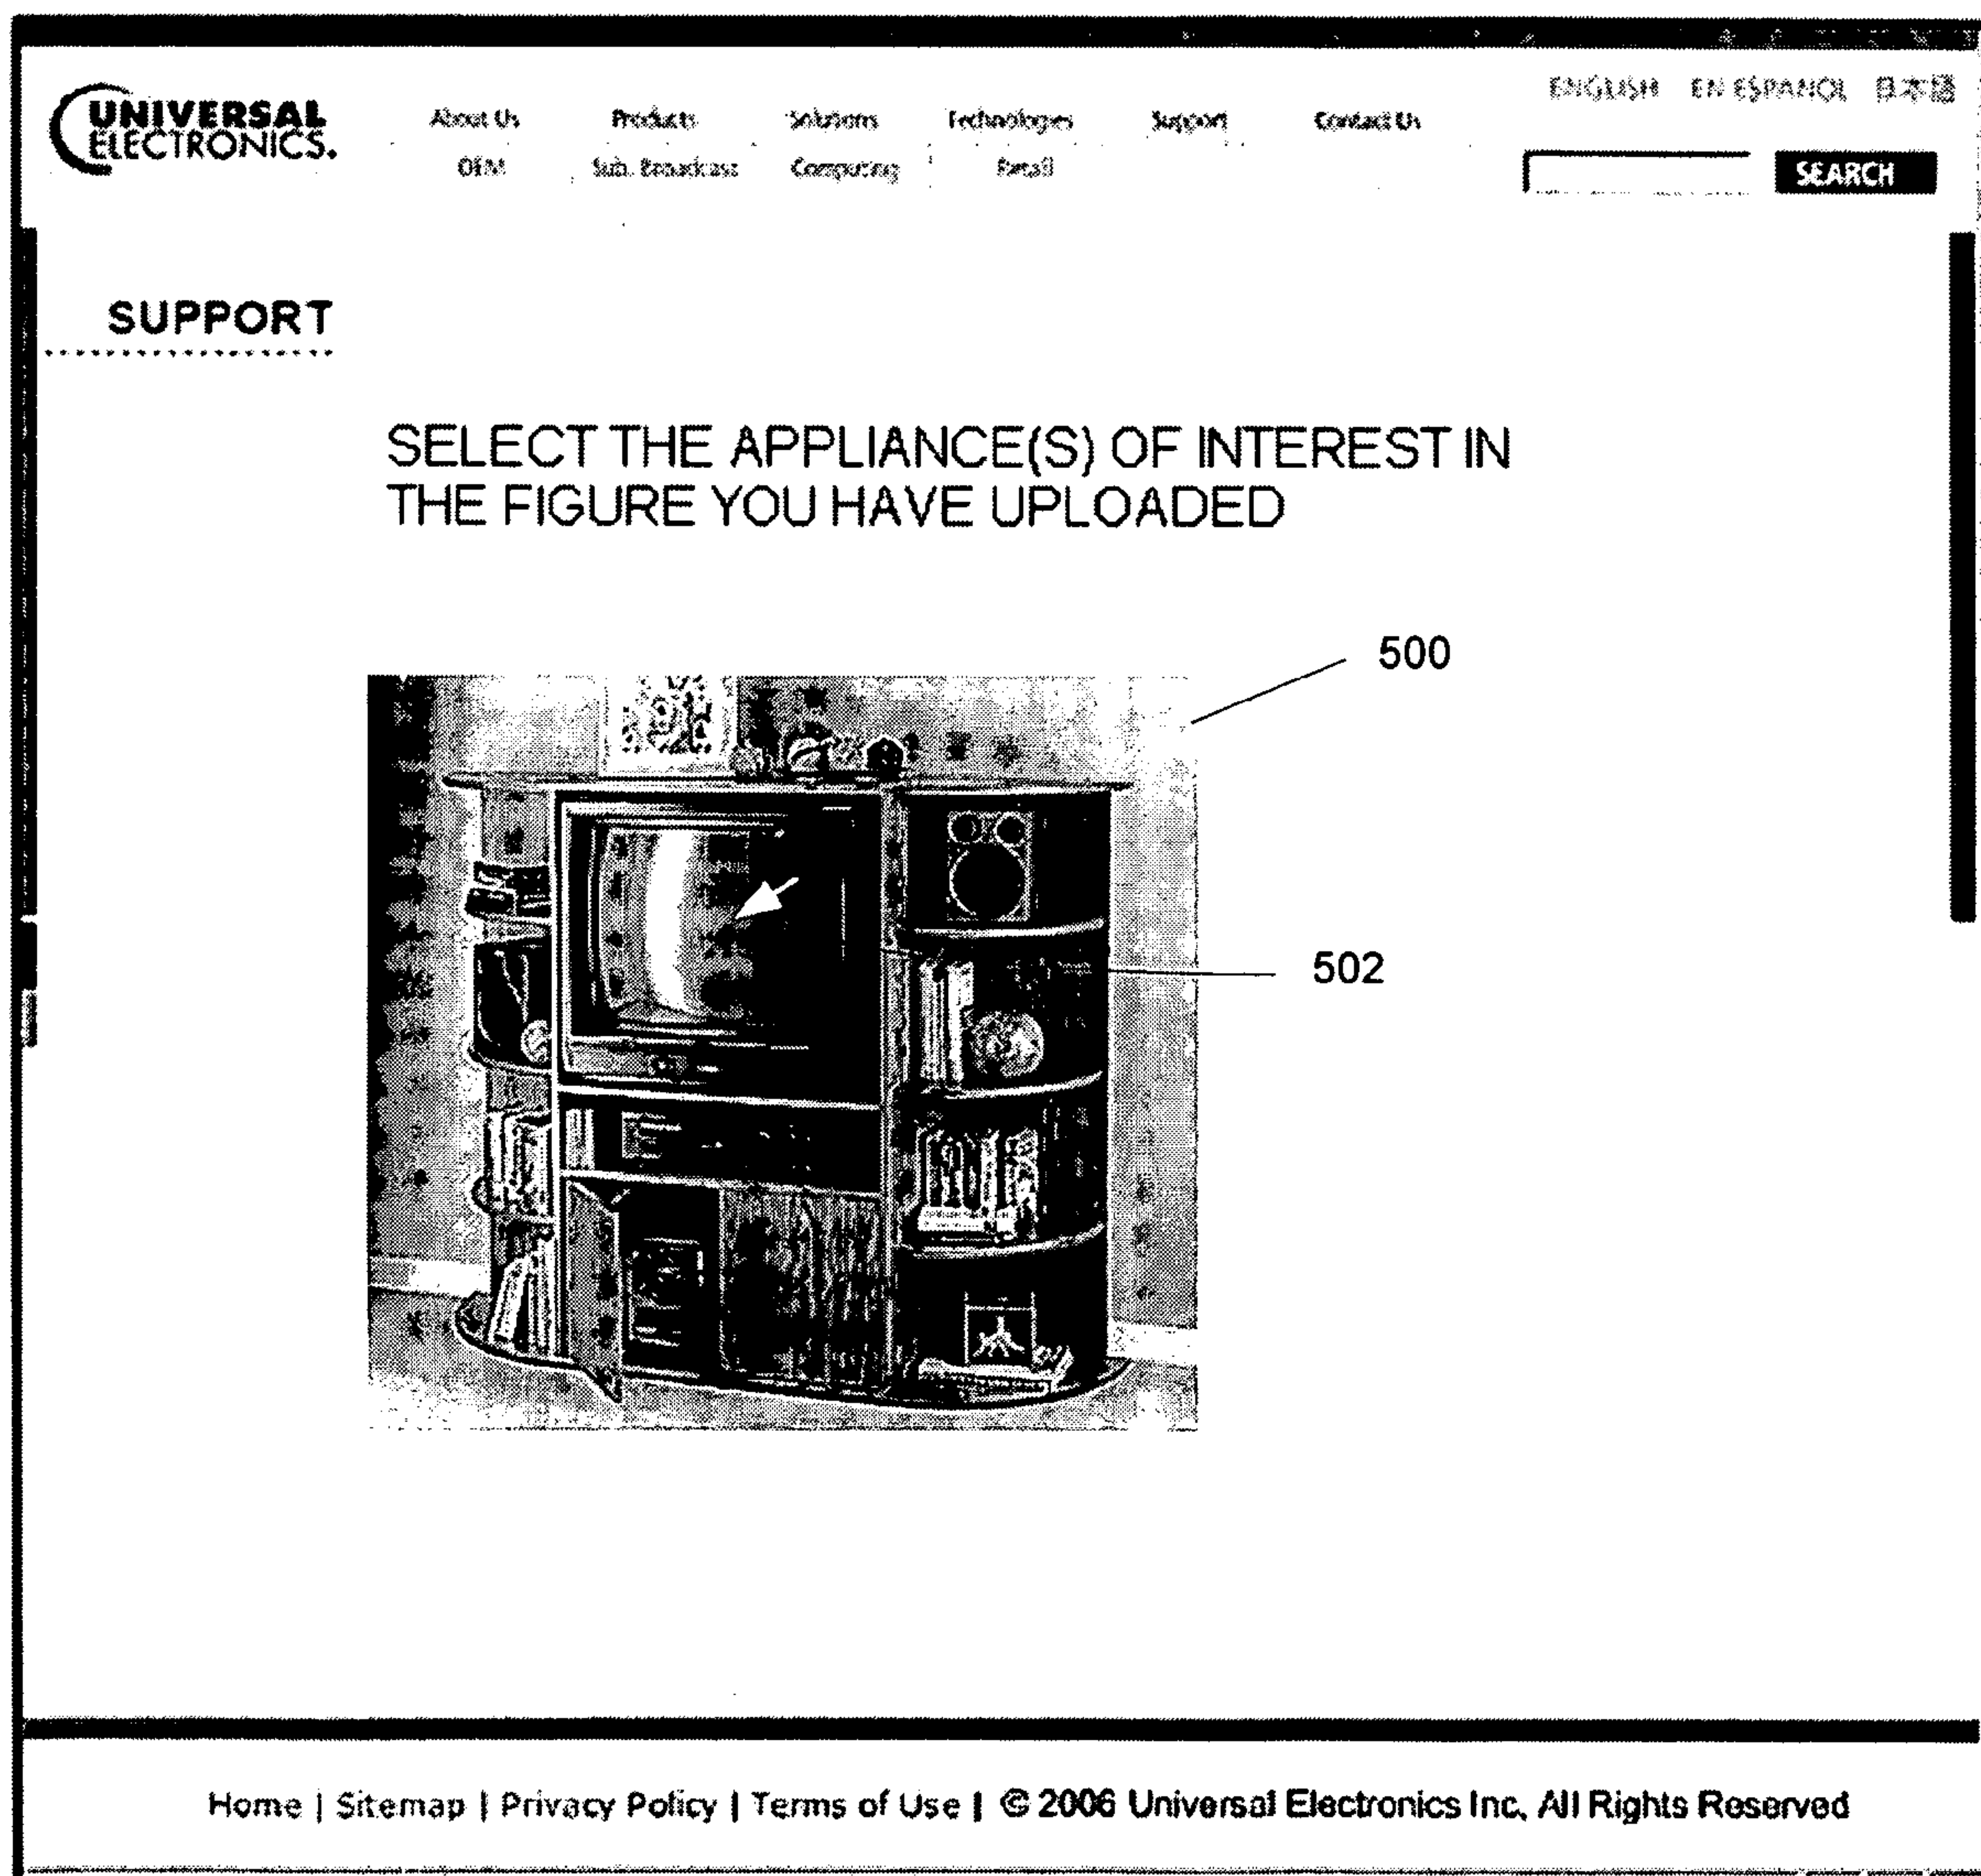 UNIVERSAL
ELECTRONICS.
About Us Products Solutions Technologies Support Contact Us
OEM Sub. Broadcast Computing Retail
ENGLISH EN ESPANOL 日本語
SEARCH
SUPPORT
SELECT THE APPLIANCE(S) OF INTEREST IN
THE FIGURE YOU HAVE UPLOADED
500
502
Home | Sitemap | Privacy Policy | Terms of Use | © 2006 Universal Electronics Inc, All Rights Reserved